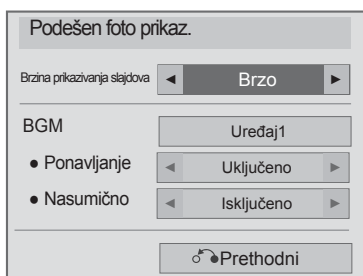 Podešen foto prikaz.
Brzina prikazivanja slajdova ◄ Brzo ►
BGM Uređaj1
● Ponavljanje ◄ Uključeno ►
● Nasumično ◄ Isključeno ►
Prethodni